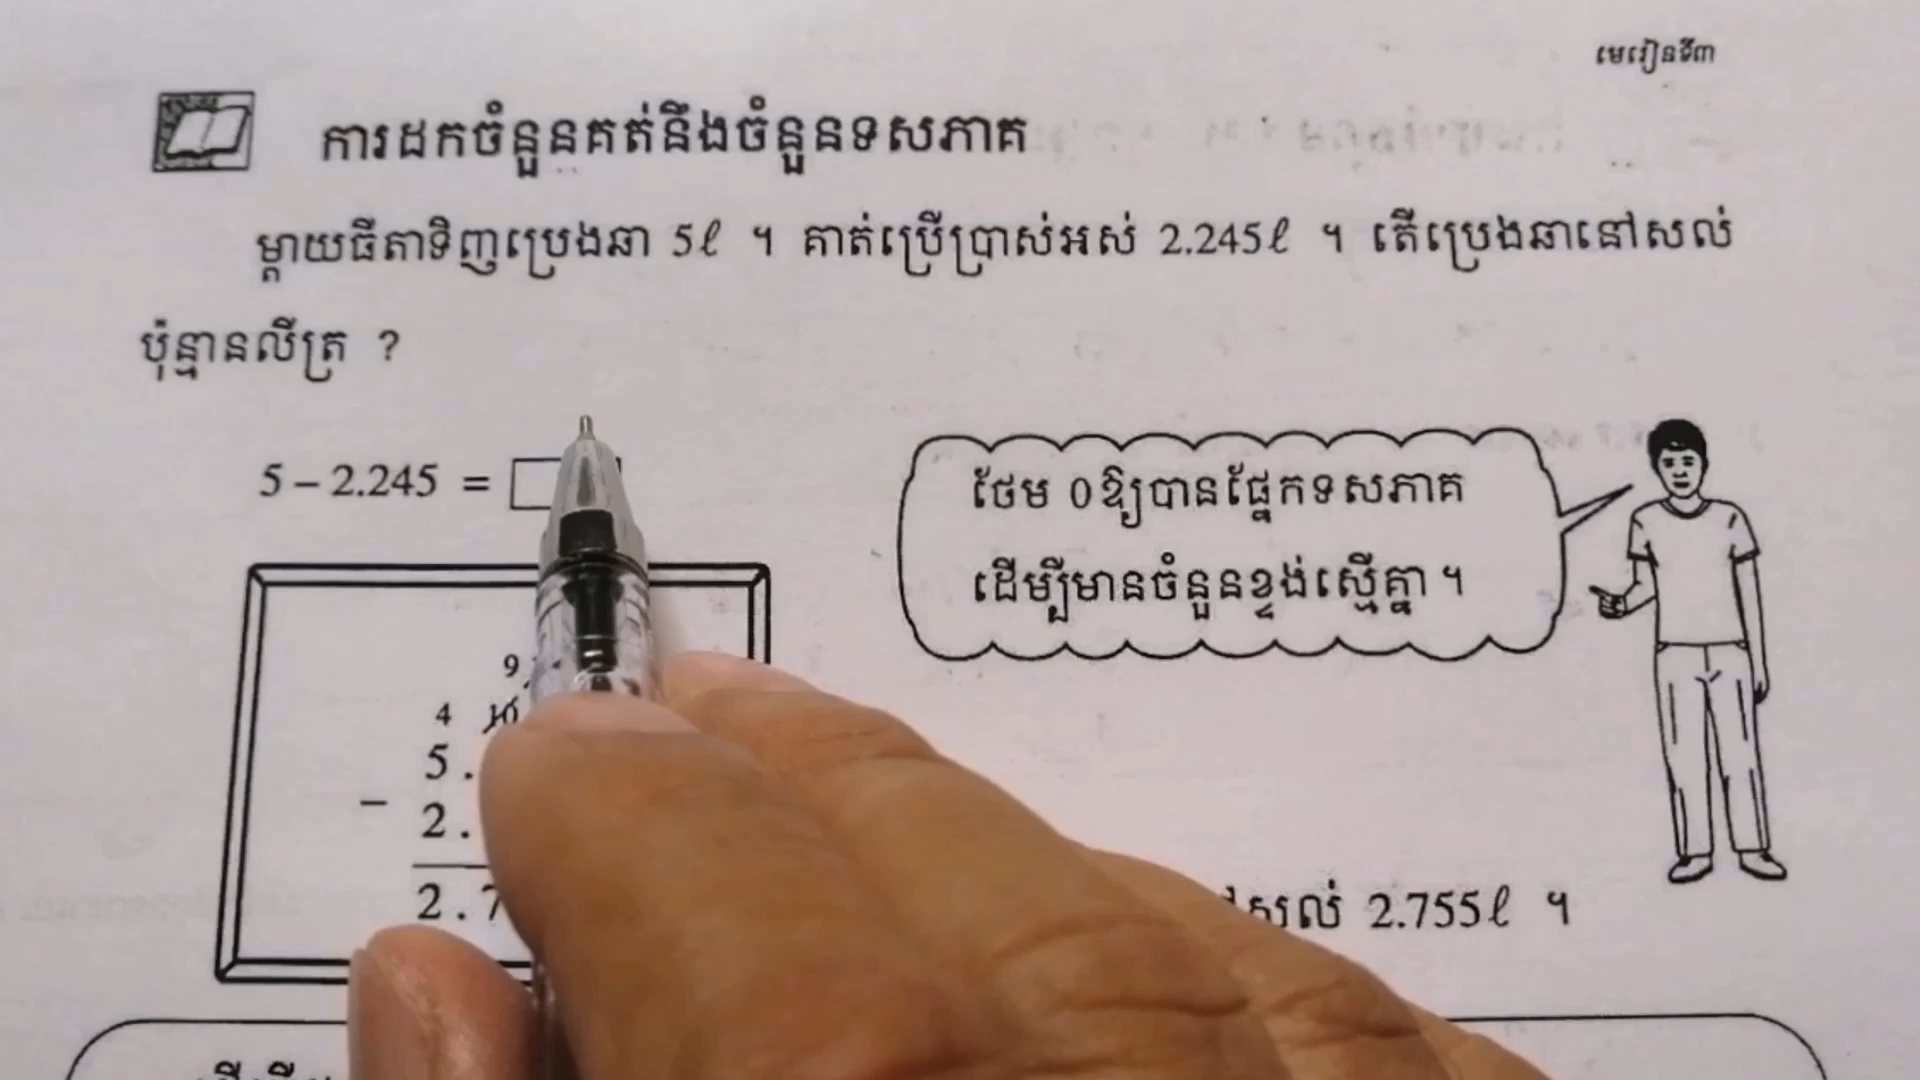 មេរៀនទី៣
ការដកចំនួនគត់នឹងចំនួនទសភាគ
ម្តាយធីតាទិញប្រេងឆា 5ℓ ។ គាត់ប្រើប្រាស់អស់ 2.245ℓ ។ តើប្រេងឆានៅសល់
ប៉ុន្មានលីត្រ ?
5 – 2.245 =
ថែម 0ឱ្យបានផ្នែកទសភាគ
ដើម្បីមានចំនួនខ្ទង់ស្មើគ្នា ។
9
4 10
5 .
– 2 .
2 . 7
សល់ 2.755ℓ ។